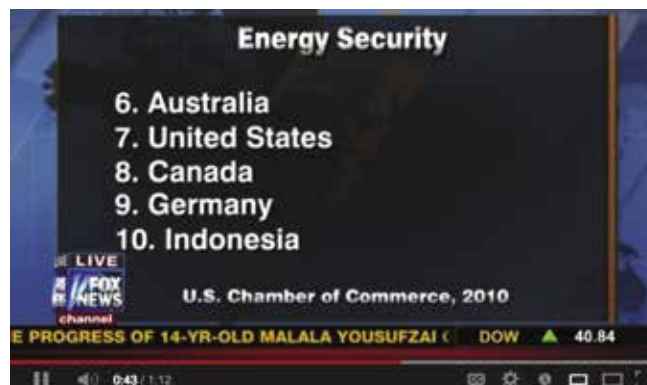 Energy Security
6. Australia
7. United States
8. Canada
9. Germany
10. Indonesia
LIVE
FOX
NEWS
channel
U.S. Chamber of Commerce, 2010
E PROGRESS OF 14-YR-OLD MALALA YOUSUFZAI ( DOW ▲ 40.84
0:43 / 1:12